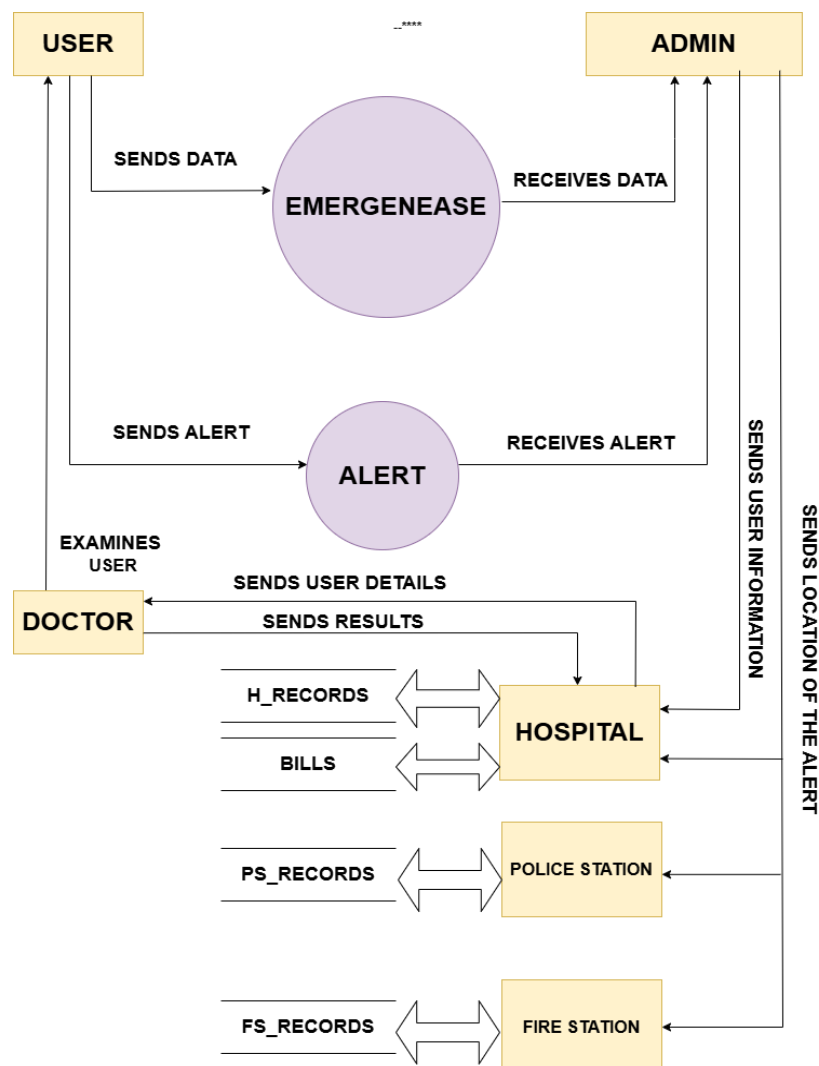 USER
_****
ADMIN
SENDS DATA
RECEIVES DATA
EMERGENEASE
SENDS ALERT
RECEIVES ALERT
ALERT
SENDS USER INFORMATION
SENDS LOCATION OF THE ALERT
EXAMINES
USER
SENDS USER DETAILS
DOCTOR
SENDS RESULTS
H_RECORDS
HOSPITAL
BILLS
PS_RECORDS
POLICE STATION
FS_RECORDS
FIRE STATION